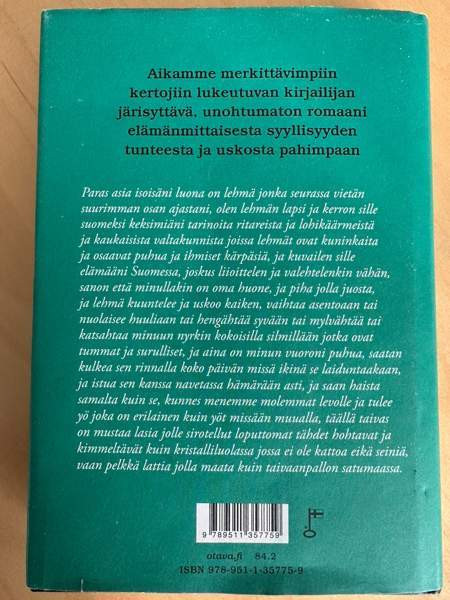 Aikamme merkittävimpiin
kertojiin lukeutuvan kirjailijan
järisyttävä, unohtumaton romaani
elämänmittaisesta syyllisyyden
tunteesta ja uskosta pahimpaan
Paras asia isoisäni luona on lehmä jonka seurassa vietän
suurimman osan ajastani, olen lehmän lapsi ja kerron sille
suomeksi keksimiäni tarinoita ritareista ja lohikäärmeistä
ja kaukaisista valtakunnista joissa lehmät ovat kuninkaita
ja osaavat puhua ja ihmiset kärpäsiä, ja kuvailen sille
elämääni Suomessa, joskus liioittelen ja valehtelenkin vähän,
sanon että minullakin on oma huone, ja piha jolla juosta,
ja lehmä kuuntelee ja uskoo kaiken, vaihtaa asentoaan tai
nuolaisee huuliaan tai hengähtää syvään tai mylvähtää tai
katsahtaa minuun nyrkin kokoisilla silmillään jotka ovat
tummat ja surulliset, ja aina on minun vuoroni puhua, saatan
kulkea sen rinnalla koko päivän missä ikinä se laiduntaakaan,
ja istua sen kanssa navetassa hämärään asti, ja saan haista
samalta kuin se, kunnes menemme molemmat levolle ja tulee
yö joka on erilainen kuin yöt missään muualla, täällä taivas
on mustaa lasia jolle sirotellut loputtomat tähdet hohtavat ja
kimmeltävät kuin kristalliluolassa jossa ei ole kattoa eikä seiniä,
vaan pelkkä lattia jolla maata kuin taivaanpallon satumaassa.
9 789511 357759
otava.fi 84.2
ISBN 978-951-1-35775-9